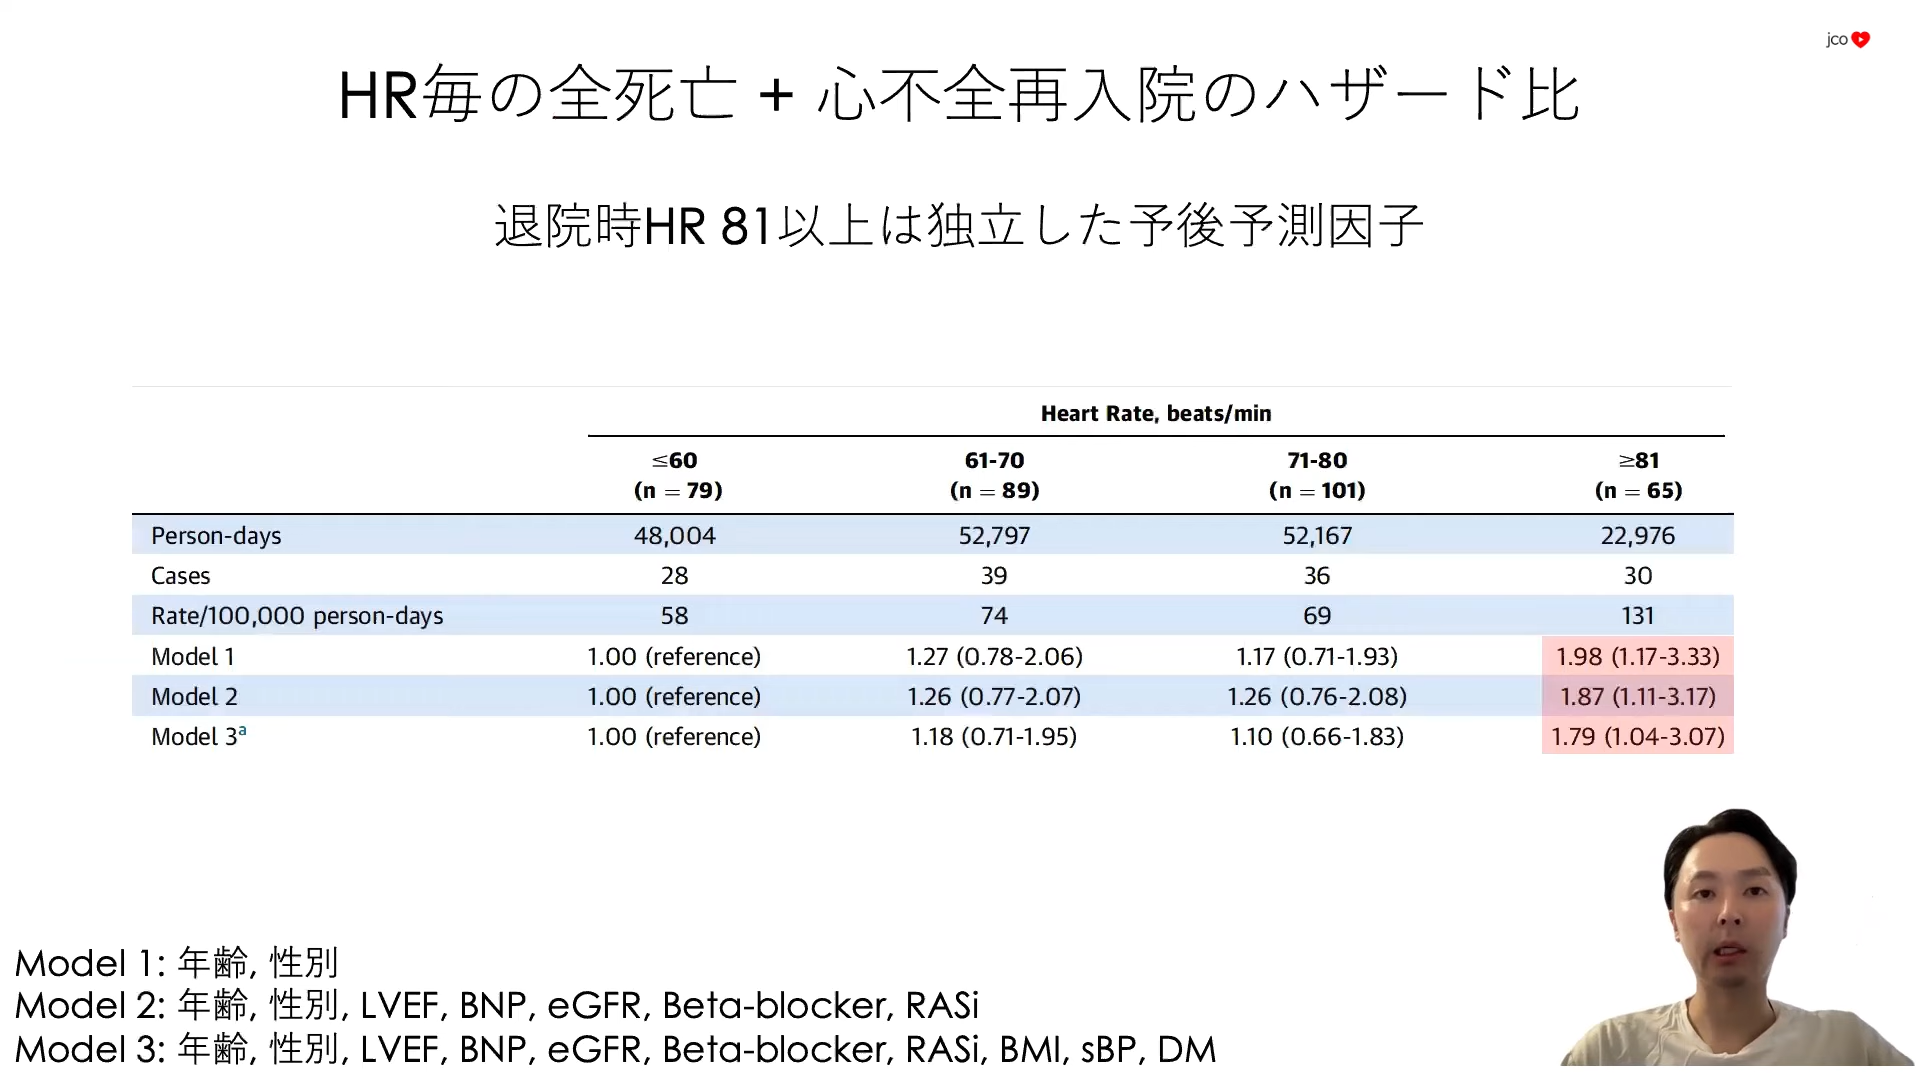 jco
HR毎の全死亡 + 心不全再入院のハザード比
退院時HR 81以上は独立した予後予測因子
Heart Rate, beats/min
≤60 61-70 71-80 ≥81
(n = 79) (n = 89) (n = 101) (n = 65)
Person-days 48,004 52,797 52,167 22,976
Cases 28 39 36 30
Rate/100,000 person-days 58 74 69 131
Model 1 1.00 (reference) 1.27 (0.78-2.06) 1.17 (0.71-1.93) 1.98 (1.17-3.33)
Model 2 1.00 (reference) 1.26 (0.77-2.07) 1.26 (0.76-2.08) 1.87 (1.11-3.17)
Model 3a 1.00 (reference) 1.18 (0.71-1.95) 1.10 (0.66-1.83) 1.79 (1.04-3.07)
Model 1: 年齢, 性別
Model 2: 年齢, 性別, LVEF, BNP, eGFR, Beta-blocker, RASi
Model 3: 年齢, 性別, LVEF, BNP, eGFR, Beta-blocker, RASi, BMI, sBP, DM